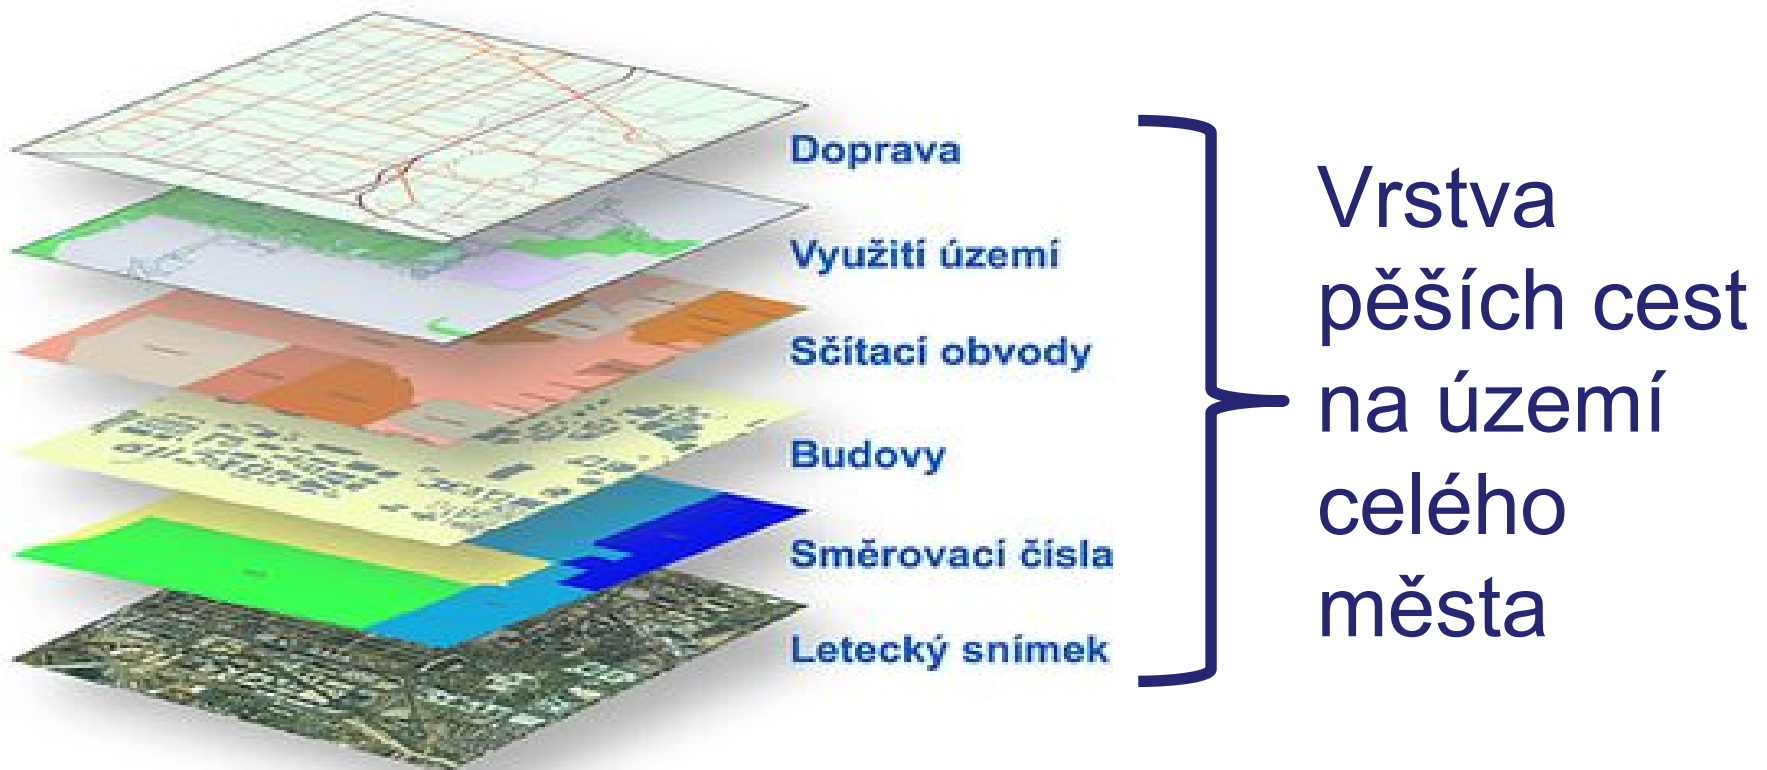 Doprava
Využití území
Sčítací obvody
Budovy
Směrovací čísla
Letecký snímek
Vrstva
pěších cest
na území
celého
města